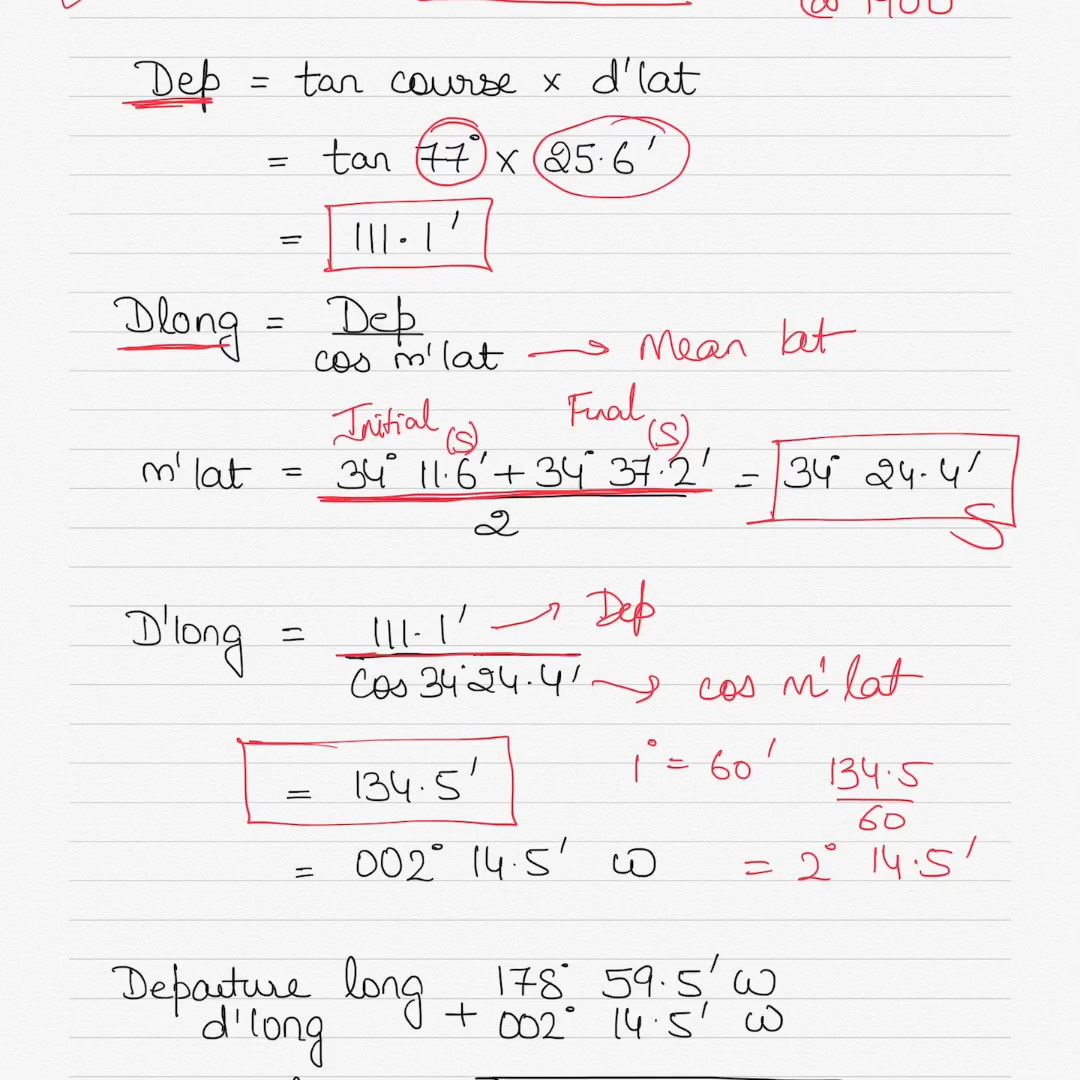 @ 1900
Dep = tan course × d'lat
= tan 77° × 25.6'
= 111.1'
Dlong = Dep
cos m'lat → Mean lat
Initial (S) Final (S)
m'lat = 34° 11.6' + 34° 37.2' = 34° 24.4' S
2
D'long = 111.1' → Dep
cos 34°24.4' → cos m'lat
= 134.5' 1° = 60' 134.5
60
= 002° 14.5' W = 2° 14.5'
Departure long 178° 59.5' W
d'long + 002° 14.5' W